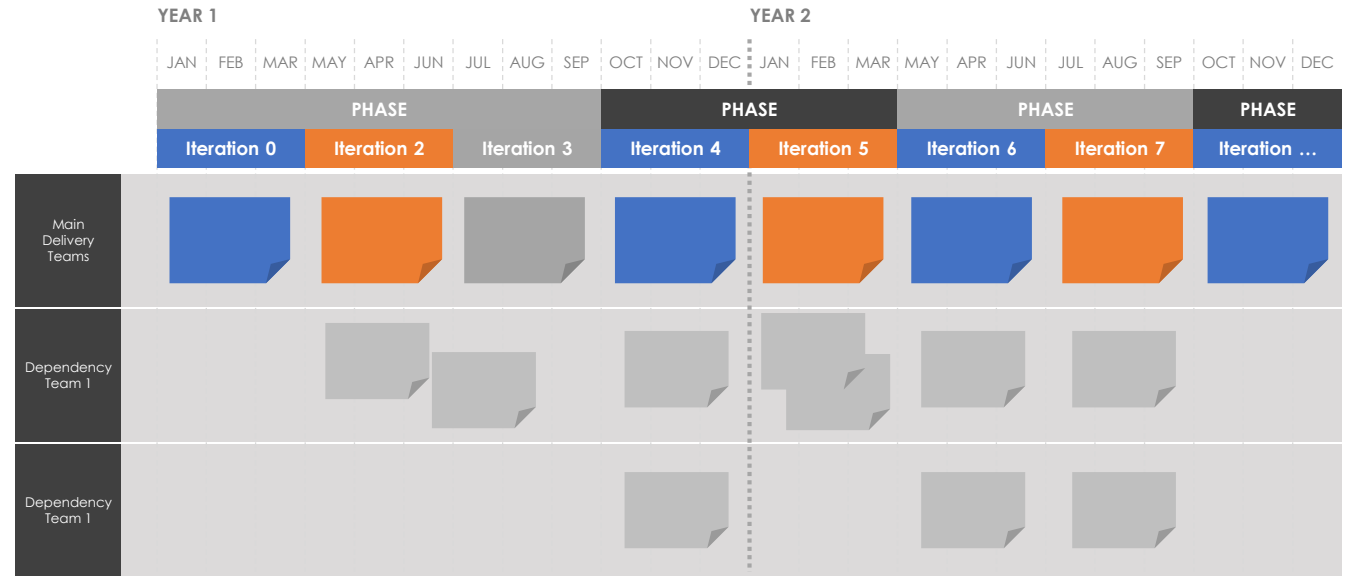 YEAR 1 YEAR 2
JAN FEB MAR MAY APR JUN JUL AUG SEP OCT NOV DEC JAN FEB MAR MAY APR JUN JUL AUG SEP OCT NOV DEC
PHASE PHASE PHASE PHASE
Iteration 0 Iteration 2 Iteration 3 Iteration 4 Iteration 5 Iteration 6 Iteration 7 Iteration …
Main
Delivery
Teams
Dependency
Team 1
Dependency
Team 1